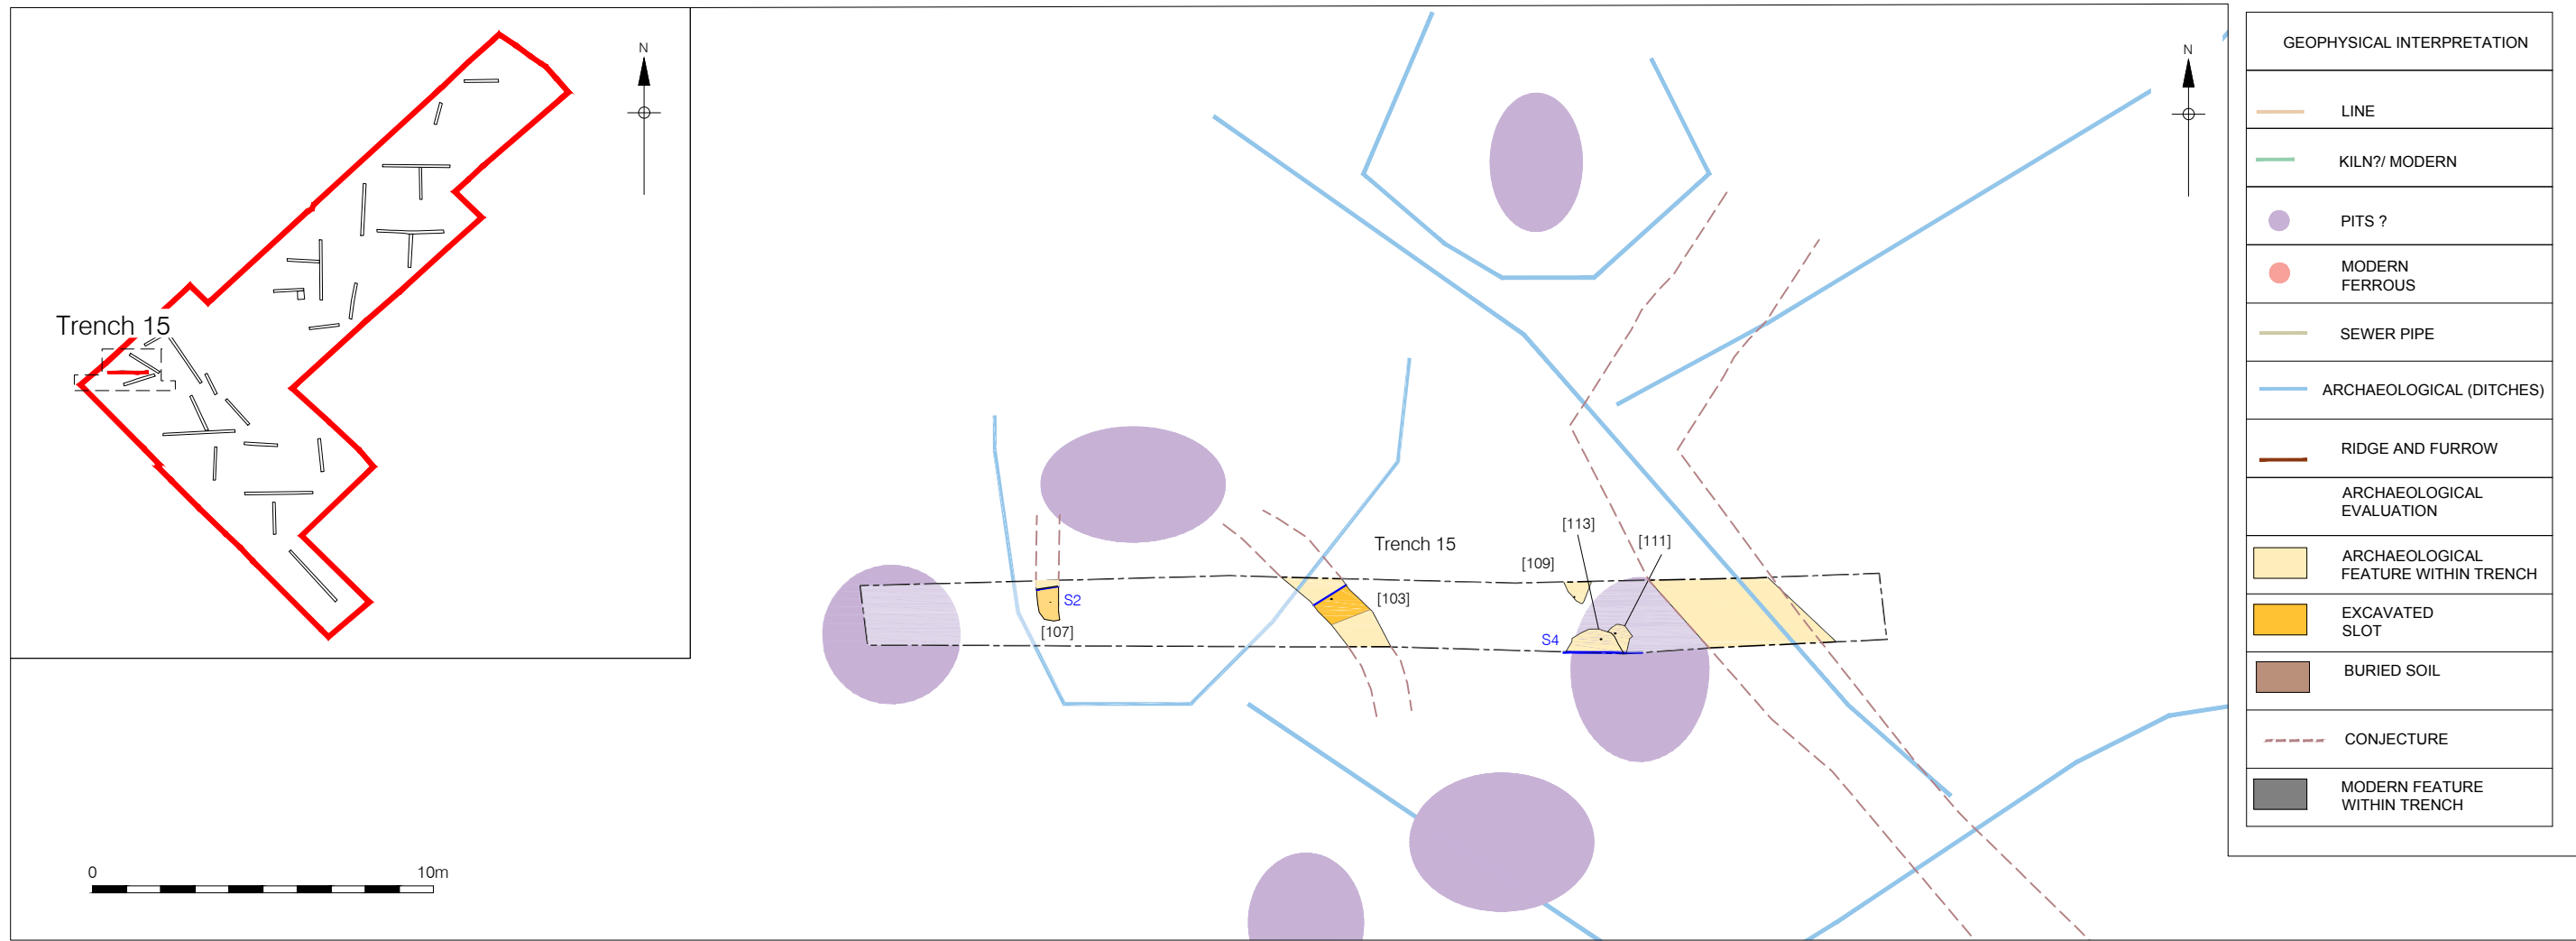 N
Trench 15
0 10m
N
Trench 15
[113]
[111]
[109]
[103]
S2
[107]
S4
GEOPHYSICAL INTERPRETATION
LINE
KILN?/ MODERN
PITS ?
MODERN
FERROUS
SEWER PIPE
ARCHAEOLOGICAL (DITCHES)
RIDGE AND FURROW
ARCHAEOLOGICAL
EVALUATION
ARCHAEOLOGICAL
FEATURE WITHIN TRENCH
EXCAVATED
SLOT
BURIED SOIL
CONJECTURE
MODERN FEATURE
WITHIN TRENCH